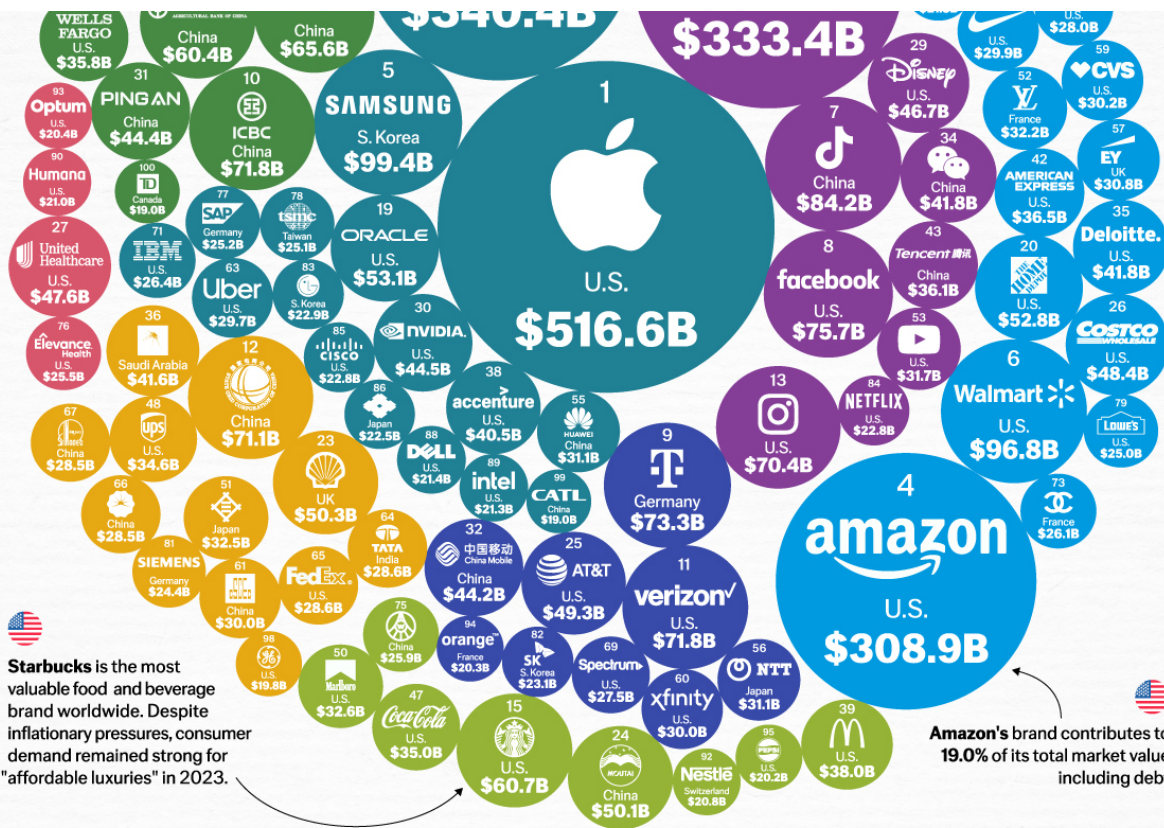 WELLS
FARGO
U.S.
$35.8B
AGRICULTURAL BANK OF CHINA
China
$60.4B
China
$65.6B
$340.4B
$333.4B
U.S.
$29.9B
U.S.
$28.0B
29
Disney
U.S.
$46.7B
59
CVS
U.S.
$30.2B
52
LV
France
$32.2B
93
Optum
U.S.
$20.4B
31
PING AN
China
$44.4B
10
ICBC
China
$71.8B
5
SAMSUNG
S. Korea
$99.4B
1
U.S.
$516.6B
7
China
$84.2B
34
China
$41.8B
57
EY
UK
$30.8B
42
AMERICAN
EXPRESS
U.S.
$36.5B
90
Humana
U.S.
$21.0B
100
TD
Canada
$19.0B
77
SAP
Germany
$25.2B
78
tsmc
Taiwan
$25.1B
19
ORACLE
U.S.
$53.1B
35
Deloitte.
U.S.
$41.8B
27
United
Healthcare
U.S.
$47.6B
71
IBM
U.S.
$26.4B
63
Uber
U.S.
$29.7B
83
S. Korea
$22.9B
8
facebook
U.S.
$75.7B
43
Tencent 腾讯
China
$36.1B
20
THE HOME DEPOT
U.S.
$52.8B
26
COSTCO
WHOLESALE
U.S.
$48.4B
76
Elevance
Health
U.S.
$25.5B
36
Saudi Arabia
$41.6B
12
China
$71.1B
85
CISCO
U.S.
$22.8B
30
NVIDIA.
U.S.
$44.5B
53
U.S.
$31.7B
6
Walmart
U.S.
$96.8B
38
accenture
U.S.
$40.5B
86
Japan
$22.5B
55
HUAWEI
China
$31.1B
13
U.S.
$70.4B
84
NETFLIX
U.S.
$22.8B
79
LOWE'S
U.S.
$25.0B
67
China
$28.5B
48
ups
U.S.
$34.6B
23
UK
$50.3B
88
DELL
U.S.
$21.4B
89
intel
U.S.
$21.3B
99
CATL
China
$19.0B
9
T
Germany
$73.3B
4
amazon
U.S.
$308.9B
73
France
$26.1B
66
China
$28.5B
51
Japan
$32.5B
64
TATA
India
$28.6B
32
中国移动
China Mobile
China
$44.2B
25
AT&T
U.S.
$49.3B
11
verizon
U.S.
$71.8B
81
SIEMENS
Germany
$24.4B
61
China
$30.0B
65
FedEx.
U.S.
$28.6B
75
China
$25.9B
94
orange™
France
$20.3B
82
SK
S. Korea
$23.1B
69
Spectrum
U.S.
$27.5B
56
NTT
Japan
$31.1B
60
xfinity
U.S.
$30.0B
98
GE
U.S.
$19.8B
50
Marlboro
U.S.
$32.6B
47
Coca-Cola
U.S.
$35.0B
15
U.S.
$60.7B
24
MOUTAI
China
$50.1B
92
Nestlē
Switzerland
$20.8B
95
PEPSI
U.S.
$20.2B
39
U.S.
$38.0B
Starbucks is the most
valuable food and beverage
brand worldwide. Despite
inflationary pressures, consumer
demand remained strong for
"affordable luxuries" in 2023.
Amazon's brand contributes to
19.0% of its total market value
including deb